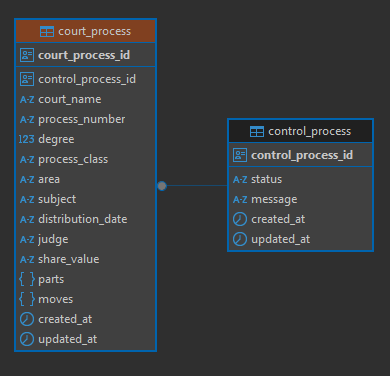 court_process
court_process_id
control_process_id
A-Z court_name
A-Z process_number
123 degree
A-Z process_class
A-Z area
A-Z subject
A-Z distribution_date
A-Z judge
A-Z share_value
{ } parts
{ } moves
created_at
updated_at
control_process
control_process_id
A-Z status
A-Z message
created_at
updated_at